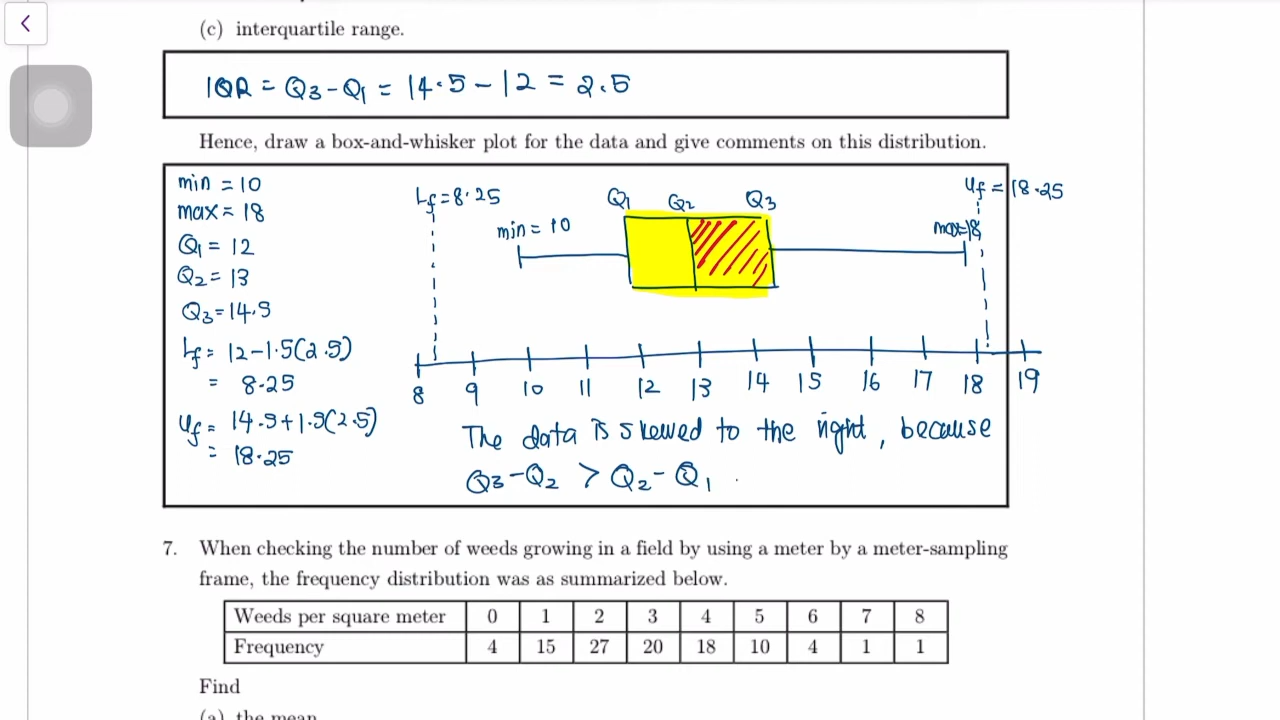 (c) interquartile range.
IQR = Q3 - Q1 = 14.5 - 12 = 2.5
Hence, draw a box-and-whisker plot for the data and give comments on this distribution.
min = 10
max = 18
Q1 = 12
Q2 = 13
Q3 = 14.5
Lf = 12 - 1.5(2.5)
= 8.25
Uf = 14.5 + 1.5(2.5)
= 18.25
Lf = 8.25
Q1 Q2 Q3
Uf = 18.25
min = 10
max=18
8 9 10 11 12 13 14 15 16 17 18 19
The data is skewed to the right, because
Q3 - Q2 > Q2 - Q1.
7. When checking the number of weeds growing in a field by using a meter by a meter-sampling
frame, the frequency distribution was as summarized below.
Weeds per square meter 0 1 2 3 4 5 6 7 8
Frequency 4 15 27 20 18 10 4 1 1
Find
(a) the mean